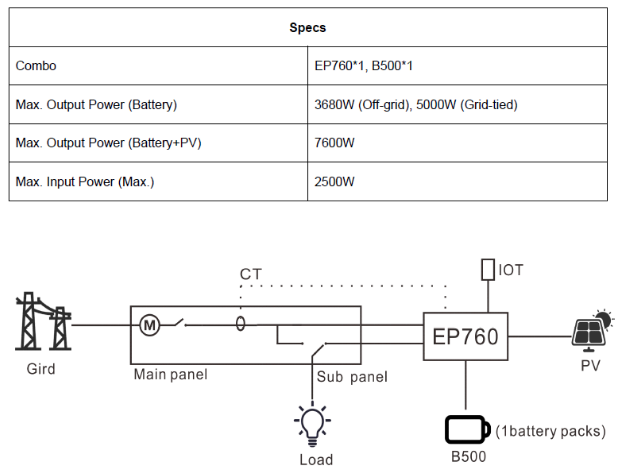 Specs
Combo EP760*1, B500*1
Max. Output Power (Battery) 3680W (Off-grid), 5000W (Grid-tied)
Max. Output Power (Battery+PV) 7600W
Max. Input Power (Max.) 2500W
CT
IOT
M
EP760
Gird
Main panel
Sub panel
PV
(1battery packs)
B500
Load